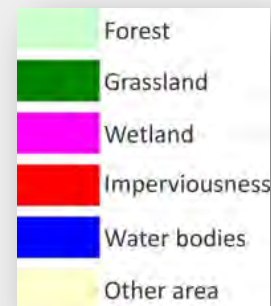 Forest
Grassland
Wetland
Imperviousness
Water bodies
Other area